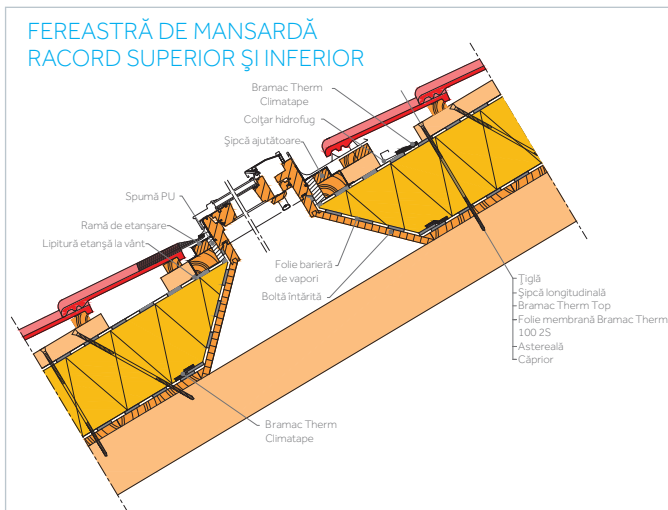 FEREASTRĂ DE MANSARDĂ
RACORD SUPERIOR ŞI INFERIOR
Bramac Therm
Climatape
Colţar hidrofug
Şipcă ajutătoare
Spumă PU
Ramă de etanşare
Lipitură etanşă la vânt
Folie barieră
de vapori
Boltă întărită
Ţiglă
Şipcă longitudinală
Bramac Therm Top
Folie membrană Bramac Therm
100 2S
Astereală
Căprior
Bramac Therm
Climatape